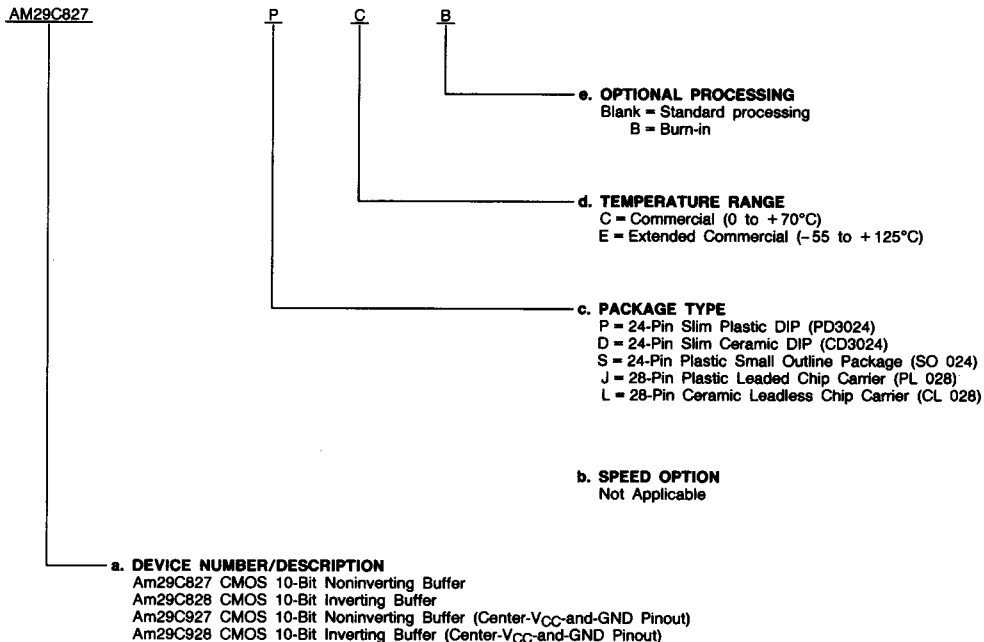 AM29C827 P C B
e. OPTIONAL PROCESSING
Blank = Standard processing
B = Burn-in
d. TEMPERATURE RANGE
C = Commercial (0 to +70°C)
E = Extended Commercial (–55 to +125°C)
c. PACKAGE TYPE
P = 24-Pin Slim Plastic DIP (PD3024)
D = 24-Pin Slim Ceramic DIP (CD3024)
S = 24-Pin Plastic Small Outline Package (SO 024)
J = 28-Pin Plastic Leaded Chip Carrier (PL 028)
L = 28-Pin Ceramic Leadless Chip Carrier (CL 028)
b. SPEED OPTION
Not Applicable
a. DEVICE NUMBER/DESCRIPTION
Am29C827 CMOS 10-Bit Noninverting Buffer
Am29C828 CMOS 10-Bit Inverting Buffer
Am29C927 CMOS 10-Bit Noninverting Buffer (Center-VCC-and-GND Pinout)
Am29C928 CMOS 10-Bit Inverting Buffer (Center-VCC-and-GND Pinout)